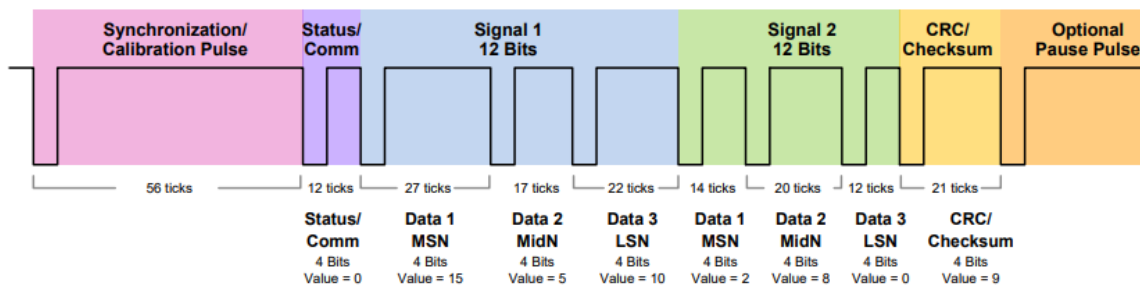 Synchronization/
Calibration Pulse
Status/
Comm
Signal 1
12 Bits
Signal 2
12 Bits
CRC/
Checksum
Optional
Pause Pulse
56 ticks
12 ticks
27 ticks
17 ticks
22 ticks
14 ticks
20 ticks
12 ticks
21 ticks
Status/
Comm
4 Bits
Value = 0
Data 1
MSN
4 Bits
Value = 15
Data 2
MidN
4 Bits
Value = 5
Data 3
LSN
4 Bits
Value = 10
Data 1
MSN
4 Bits
Value = 2
Data 2
MidN
4 Bits
Value = 8
Data 3
LSN
4 Bits
Value = 0
CRC/
Checksum
4 Bits
Value = 9